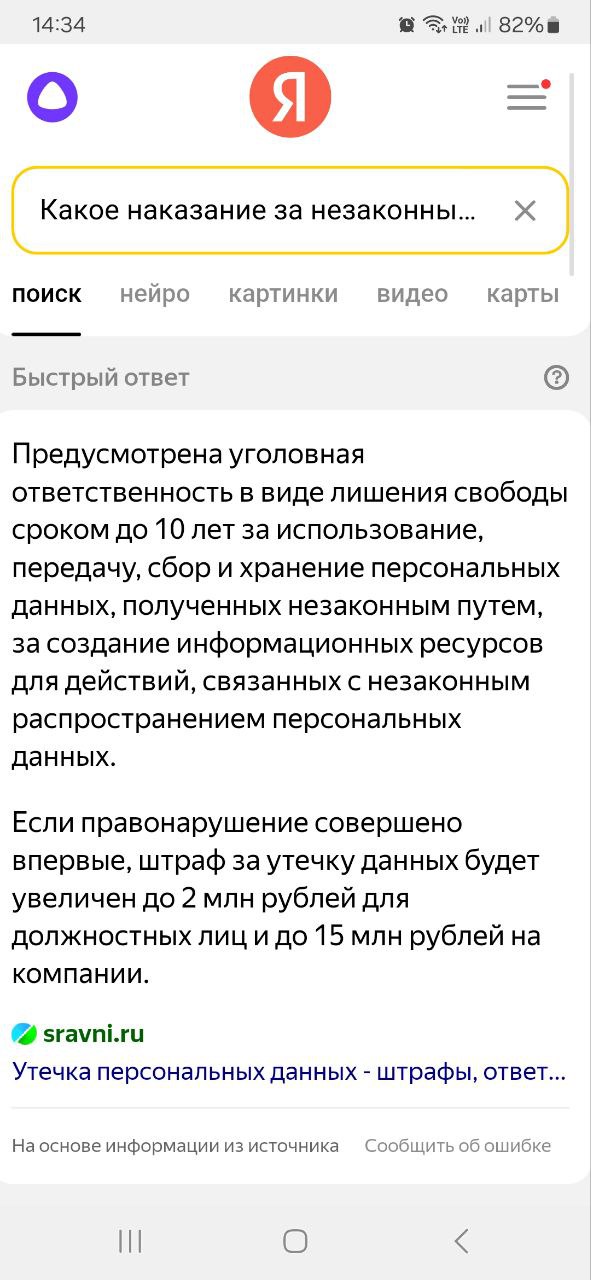 14:34
Vo)) LTE 82%
Я
Какое наказание за незаконны...
поиск нейро картинки видео карты
Быстрый ответ
Предусмотрена уголовная
ответственность в виде лишения свободы
сроком до 10 лет за использование,
передачу, сбор и хранение персональных
данных, полученных незаконным путем,
за создание информационных ресурсов
для действий, связанных с незаконным
распространением персональных
данных.
Если правонарушение совершено
впервые, штраф за утечку данных будет
увеличен до 2 млн рублей для
должностных лиц и до 15 млн рублей на
компании.
sravni.ru
Утечка персональных данных - штрафы, ответ...
На основе информации из источника Сообщить об ошибке